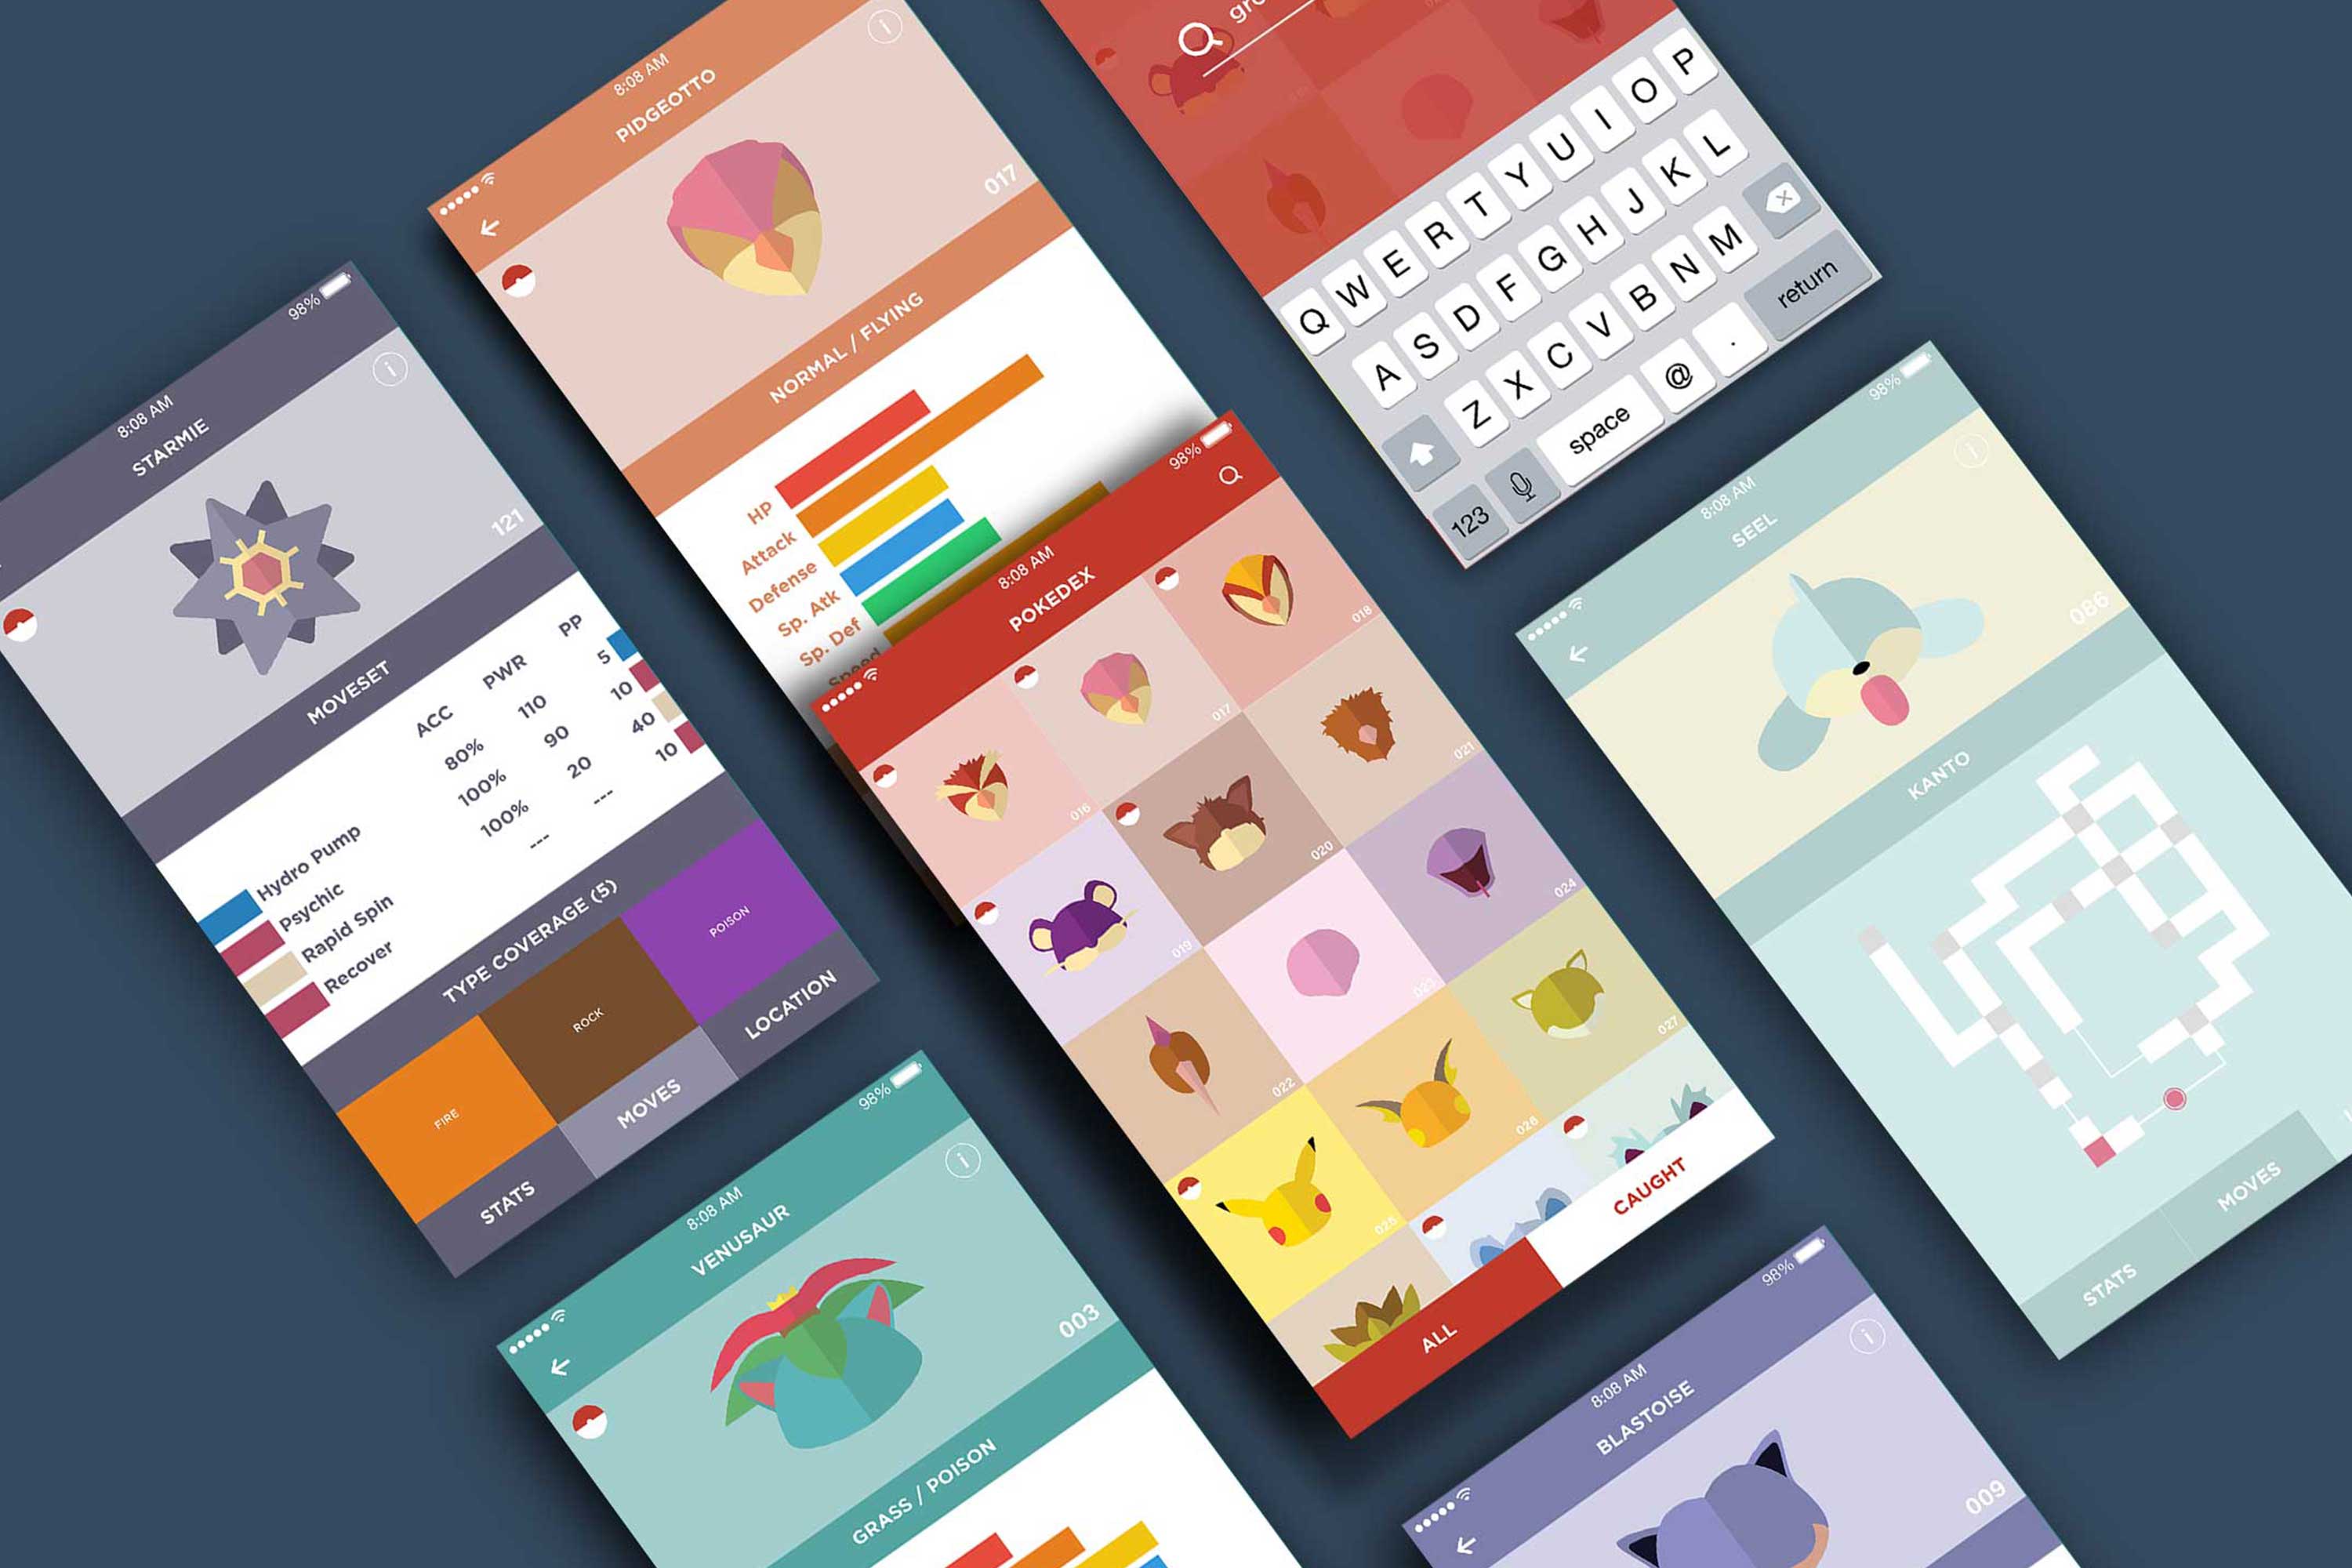 98%
8:08 AM
STARMIE
121
MOVESET
ACC PWR PP
Hydro Pump 80% 110 5
Psychic 100% 90 10
Rapid Spin 100% 20 40
Recover --- --- 10
TYPE COVERAGE (5)
FIRE ROCK POISON
STATS MOVES LOCATION
8:08 AM
PIDGEOTTO
017
NORMAL / FLYING
HP
Attack
Defense
Sp. Atk
Sp. Def
Speed
Q W E R T Y U I O P
A S D F G H J K L
Z X C V B N M
123 space @ . return
98%
8:08 AM
POKEDEX
016 017 018
019 020 021
022 023 024
025 026 027
ALL CAUGHT
98%
8:08 AM
SEEL
086
KANTO
STATS MOVES
98%
8:08 AM
VENUSAUR
003
GRASS / POISON
98%
8:08 AM
BLASTOISE
009